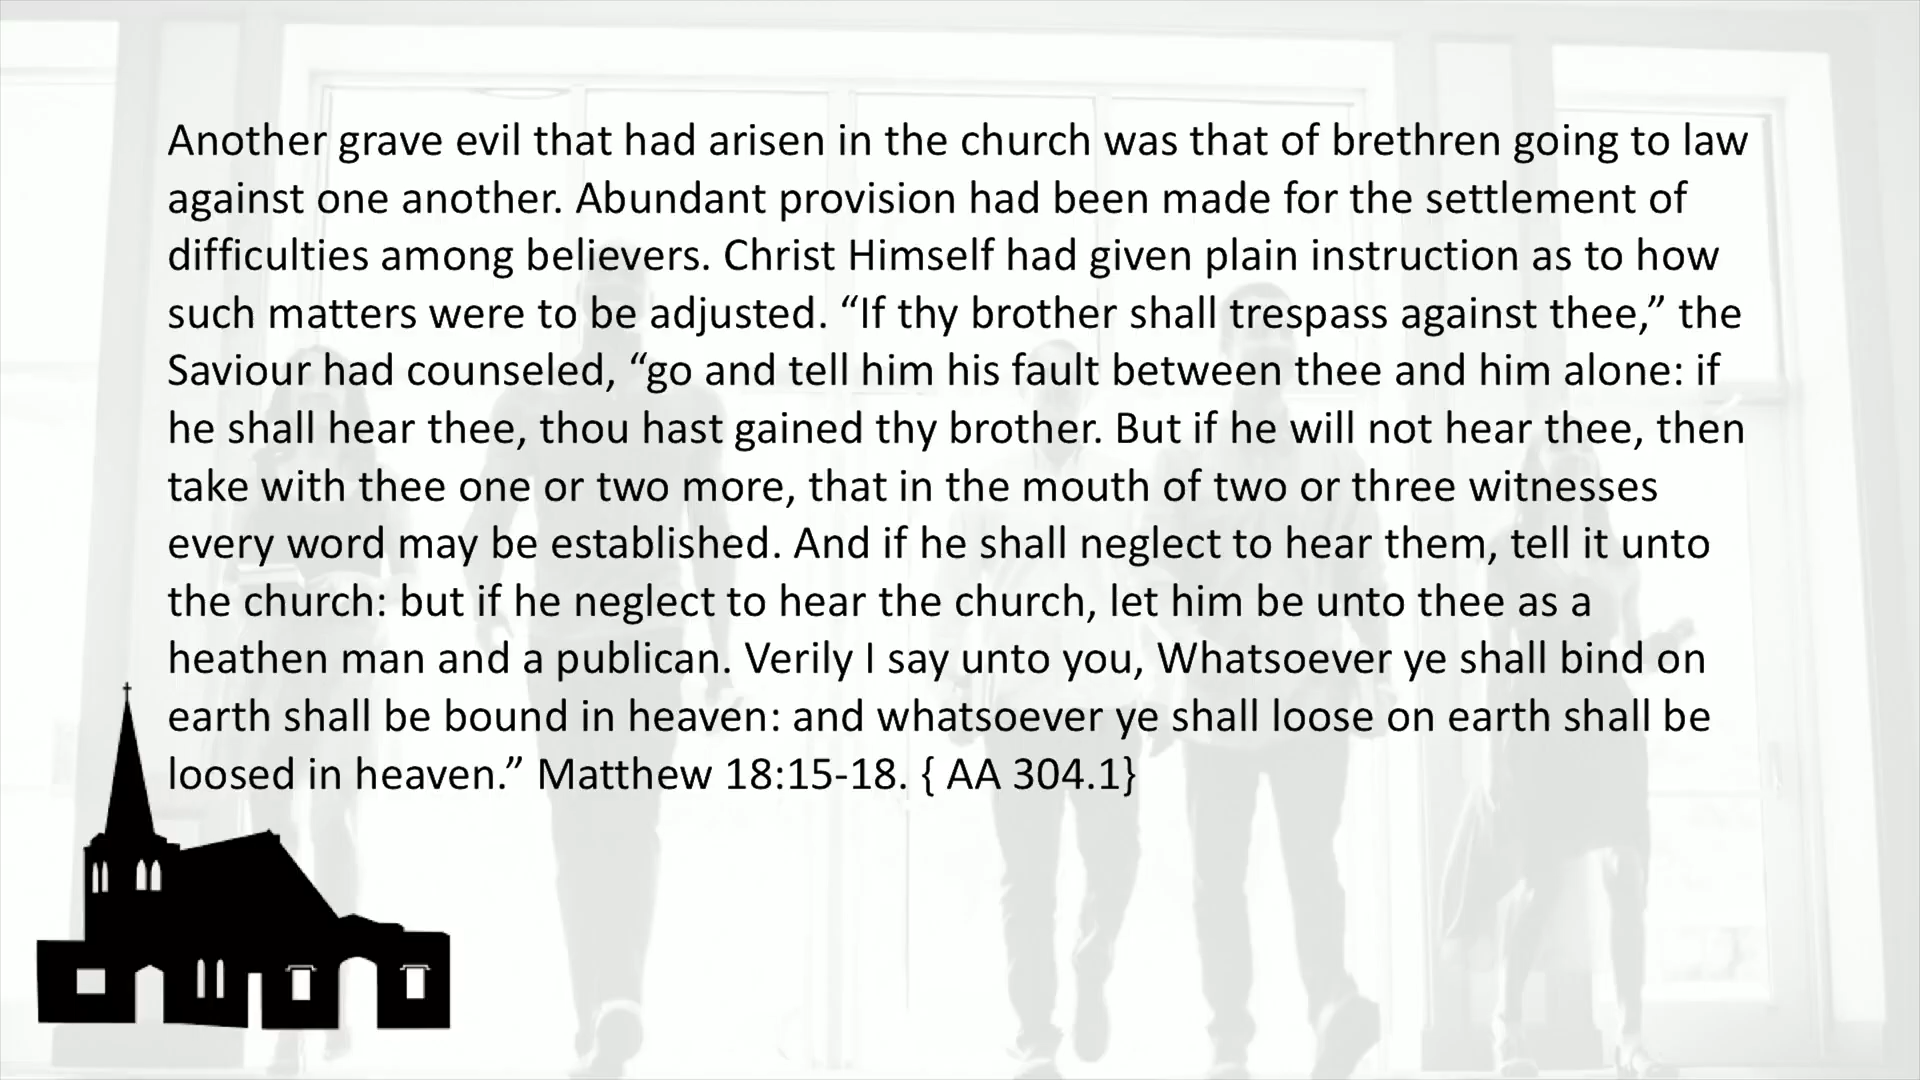 Another grave evil that had arisen in the church was that of brethren going to law
against one another. Abundant provision had been made for the settlement of
difficulties among believers. Christ Himself had given plain instruction as to how
such matters were to be adjusted. “If thy brother shall trespass against thee,” the
Saviour had counseled, “go and tell him his fault between thee and him alone: if
he shall hear thee, thou hast gained thy brother. But if he will not hear thee, then
take with thee one or two more, that in the mouth of two or three witnesses
every word may be established. And if he shall neglect to hear them, tell it unto
the church: but if he neglect to hear the church, let him be unto thee as a
heathen man and a publican. Verily I say unto you, Whatsoever ye shall bind on
earth shall be bound in heaven: and whatsoever ye shall loose on earth shall be
loosed in heaven.” Matthew 18:15-18. { AA 304.1}